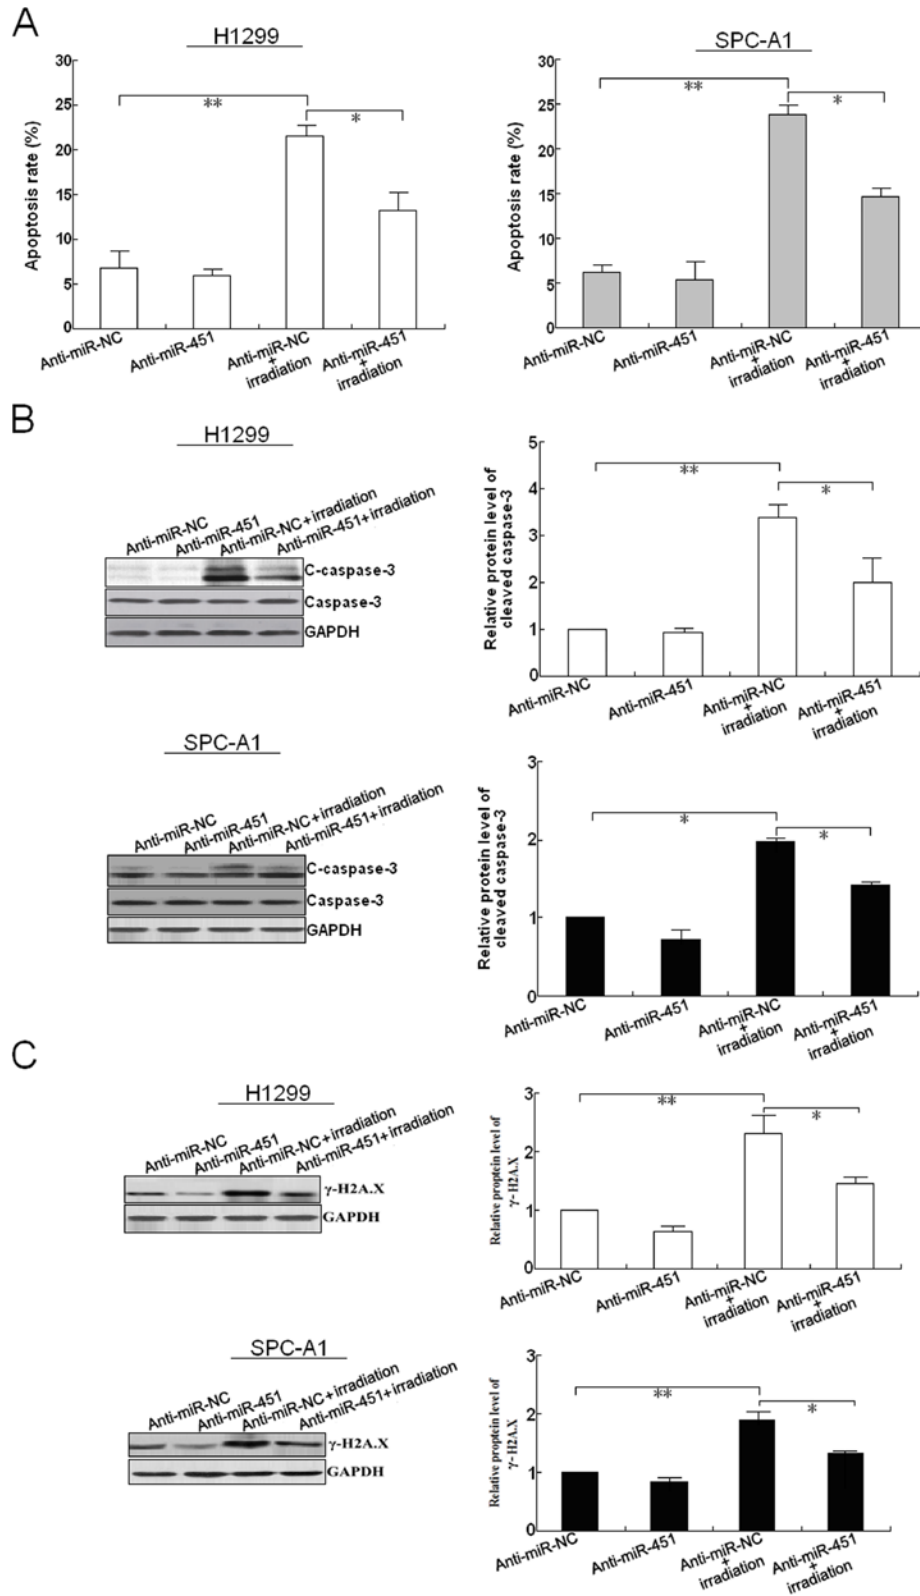 A
H1299
Apoptosis rate (%)
30
25
20
15
10
5
0
**
*
Anti-miR-NC
Anti-miR-451
Anti-miR-NC
+
irradiation
Anti-miR-451
+
irradiation
SPC-A1
Apoptosis rate (%)
30
25
20
15
10
5
0
**
*
Anti-miR-NC
Anti-miR-451
Anti-miR-NC
+
irradiation
Anti-miR-451
+
irradiation
B
H1299
Anti-miR-NC
Anti-miR-451
Anti-miR-NC+irradiation
Anti-miR-451+irradiation
C-caspase-3
Caspase-3
GAPDH
Relative protein level of
cleaved caspase-3
5
4
3
2
1
0
**
*
Anti-miR-NC
Anti-miR-451
Anti-miR-NC
+
irradiation
Anti-miR-451
+
irradiation
SPC-A1
Anti-miR-NC
Anti-miR-451
Anti-miR-NC+irradiation
Anti-miR-451+irradiation
C-caspase-3
Caspase-3
GAPDH
Relative protein level of
cleaved caspase-3
3
2
1
0
*
*
Anti-miR-NC
Anti-miR-451
Anti-miR-NC
+
irradiation
Anti-miR-451
+
irradiation
C
H1299
Anti-miR-NC
Anti-miR-451
Anti-miR-NC+irradiation
Anti-miR-451+irradiation
γ-H2A.X
GAPDH
Relative proptein level of
γ-H2A.X
3
2
1
0
**
*
Anti-miR-NC
Anti-miR-451
Anti-miR-NC
+
irradiation
Anti-miR-451
+
irradiation
SPC-A1
Anti-miR-NC
Anti-miR-451
Anti-miR-NC+irradiation
Anti-miR-451+irradiation
γ-H2A.X
GAPDH
Relative proptein level of
γ-H2A.X
3
2
1
0
**
*
Anti-miR-NC
Anti-miR-451
Anti-miR-NC
+
irradiation
Anti-miR-451
+
irradiation